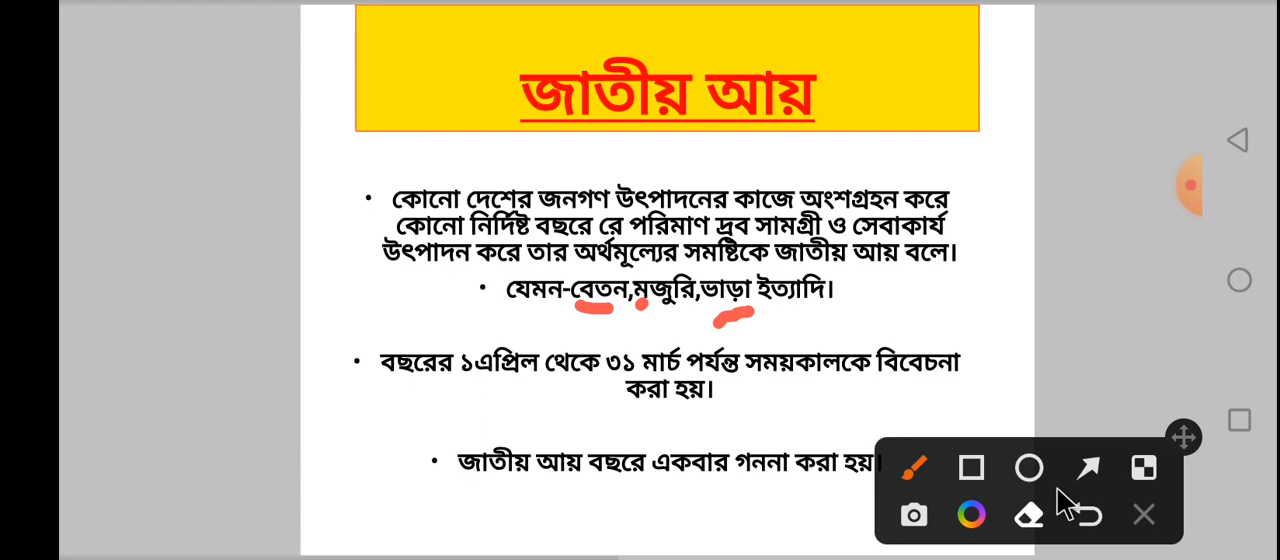 জাতীয় আয়
• কোনো দেশের জনগণ উৎপাদনের কাজে অংশগ্রহন করে
কোনো নির্দিষ্ট বছরে রে পরিমাণ দ্রব সামগ্রী ও সেবাকার্য
উৎপাদন করে তার অর্থমূল্যের সমষ্টিকে জাতীয় আয় বলে।
• যেমন-বেতন,মজুরি,ভাড়া ইত্যাদি।
• বছরের ১এপ্রিল থেকে ৩১ মার্চ পর্যন্ত সময়কালকে বিবেচনা
করা হয়।
• জাতীয় আয় বছরে একবার গননা করা হয়।